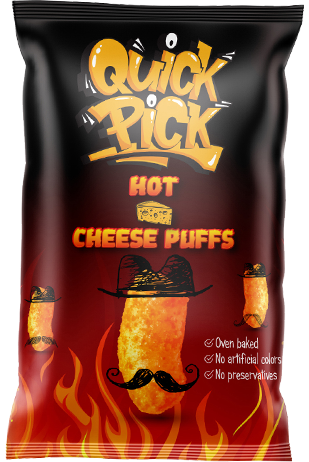 QUiCK
PiCK
HOT
CHEESE PUFFS
Oven baked
No artificial colors
No preservatives